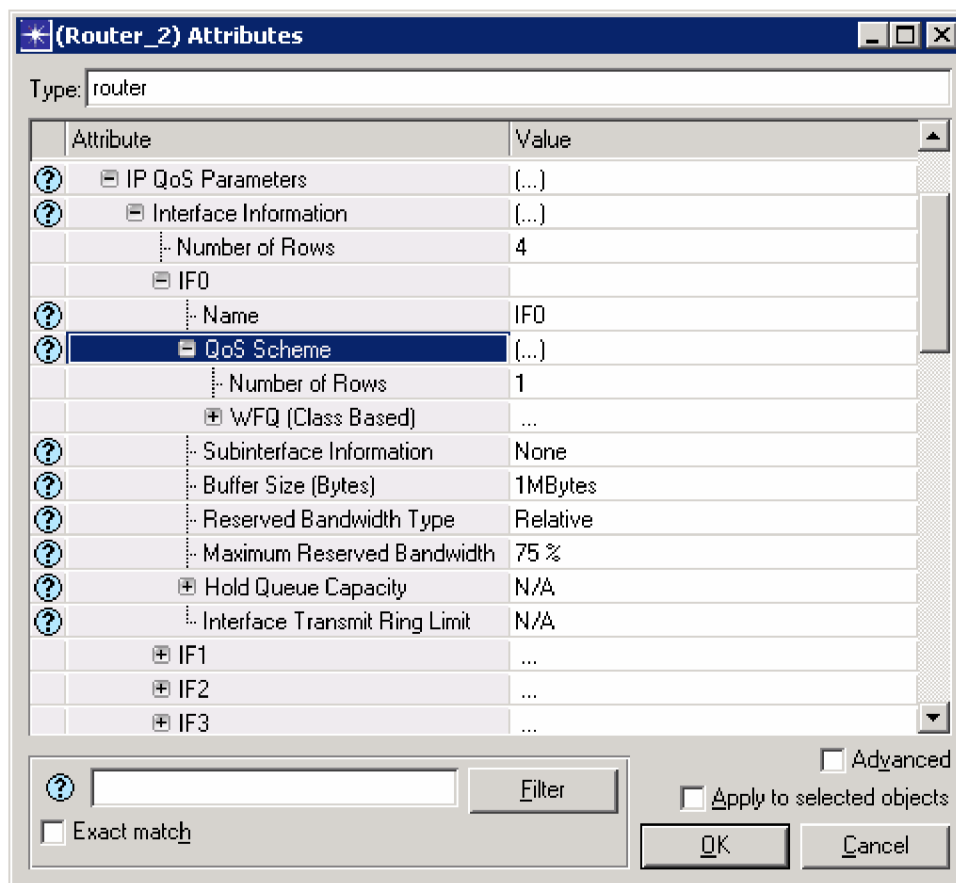 (Router_2) Attributes
Type: router
Attribute Value
IP QoS Parameters (...)
Interface Information (...)
Number of Rows 4
IF0
Name IF0
QoS Scheme (...)
Number of Rows 1
WFQ (Class Based) ...
Subinterface Information None
Buffer Size (Bytes) 1MBytes
Reserved Bandwidth Type Relative
Maximum Reserved Bandwidth 75 %
Hold Queue Capacity N/A
Interface Transmit Ring Limit N/A
IF1 ...
IF2 ...
IF3 ...
Advanced
Filter
Apply to selected objects
Exact match
OK Cancel